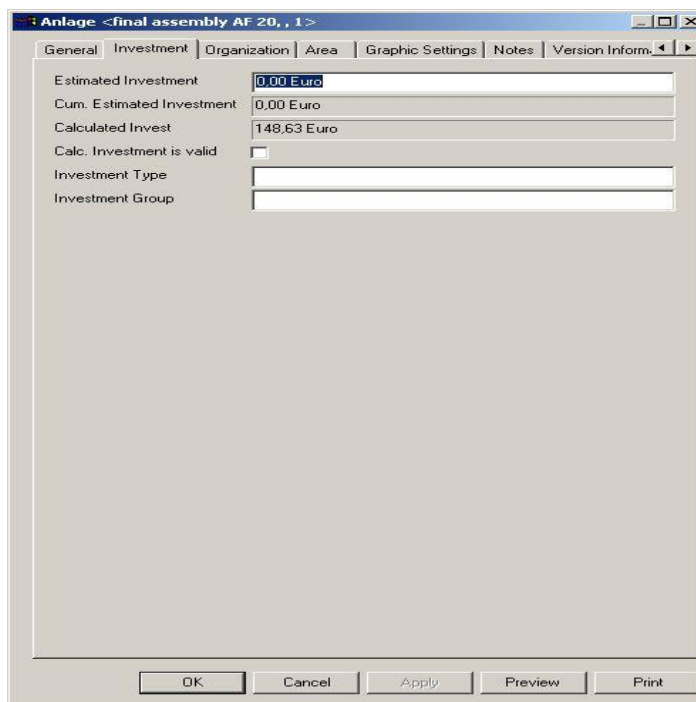 Anlage <final assembly AF 20, , 1>
General Investment Organization Area Graphic Settings Notes Version Inform
Estimated Investment 0,00 Euro
Cum. Estimated Investment 0,00 Euro
Calculated Invest 148,63 Euro
Calc. Investment is valid
Investment Type
Investment Group
OK Cancel Apply Preview Print